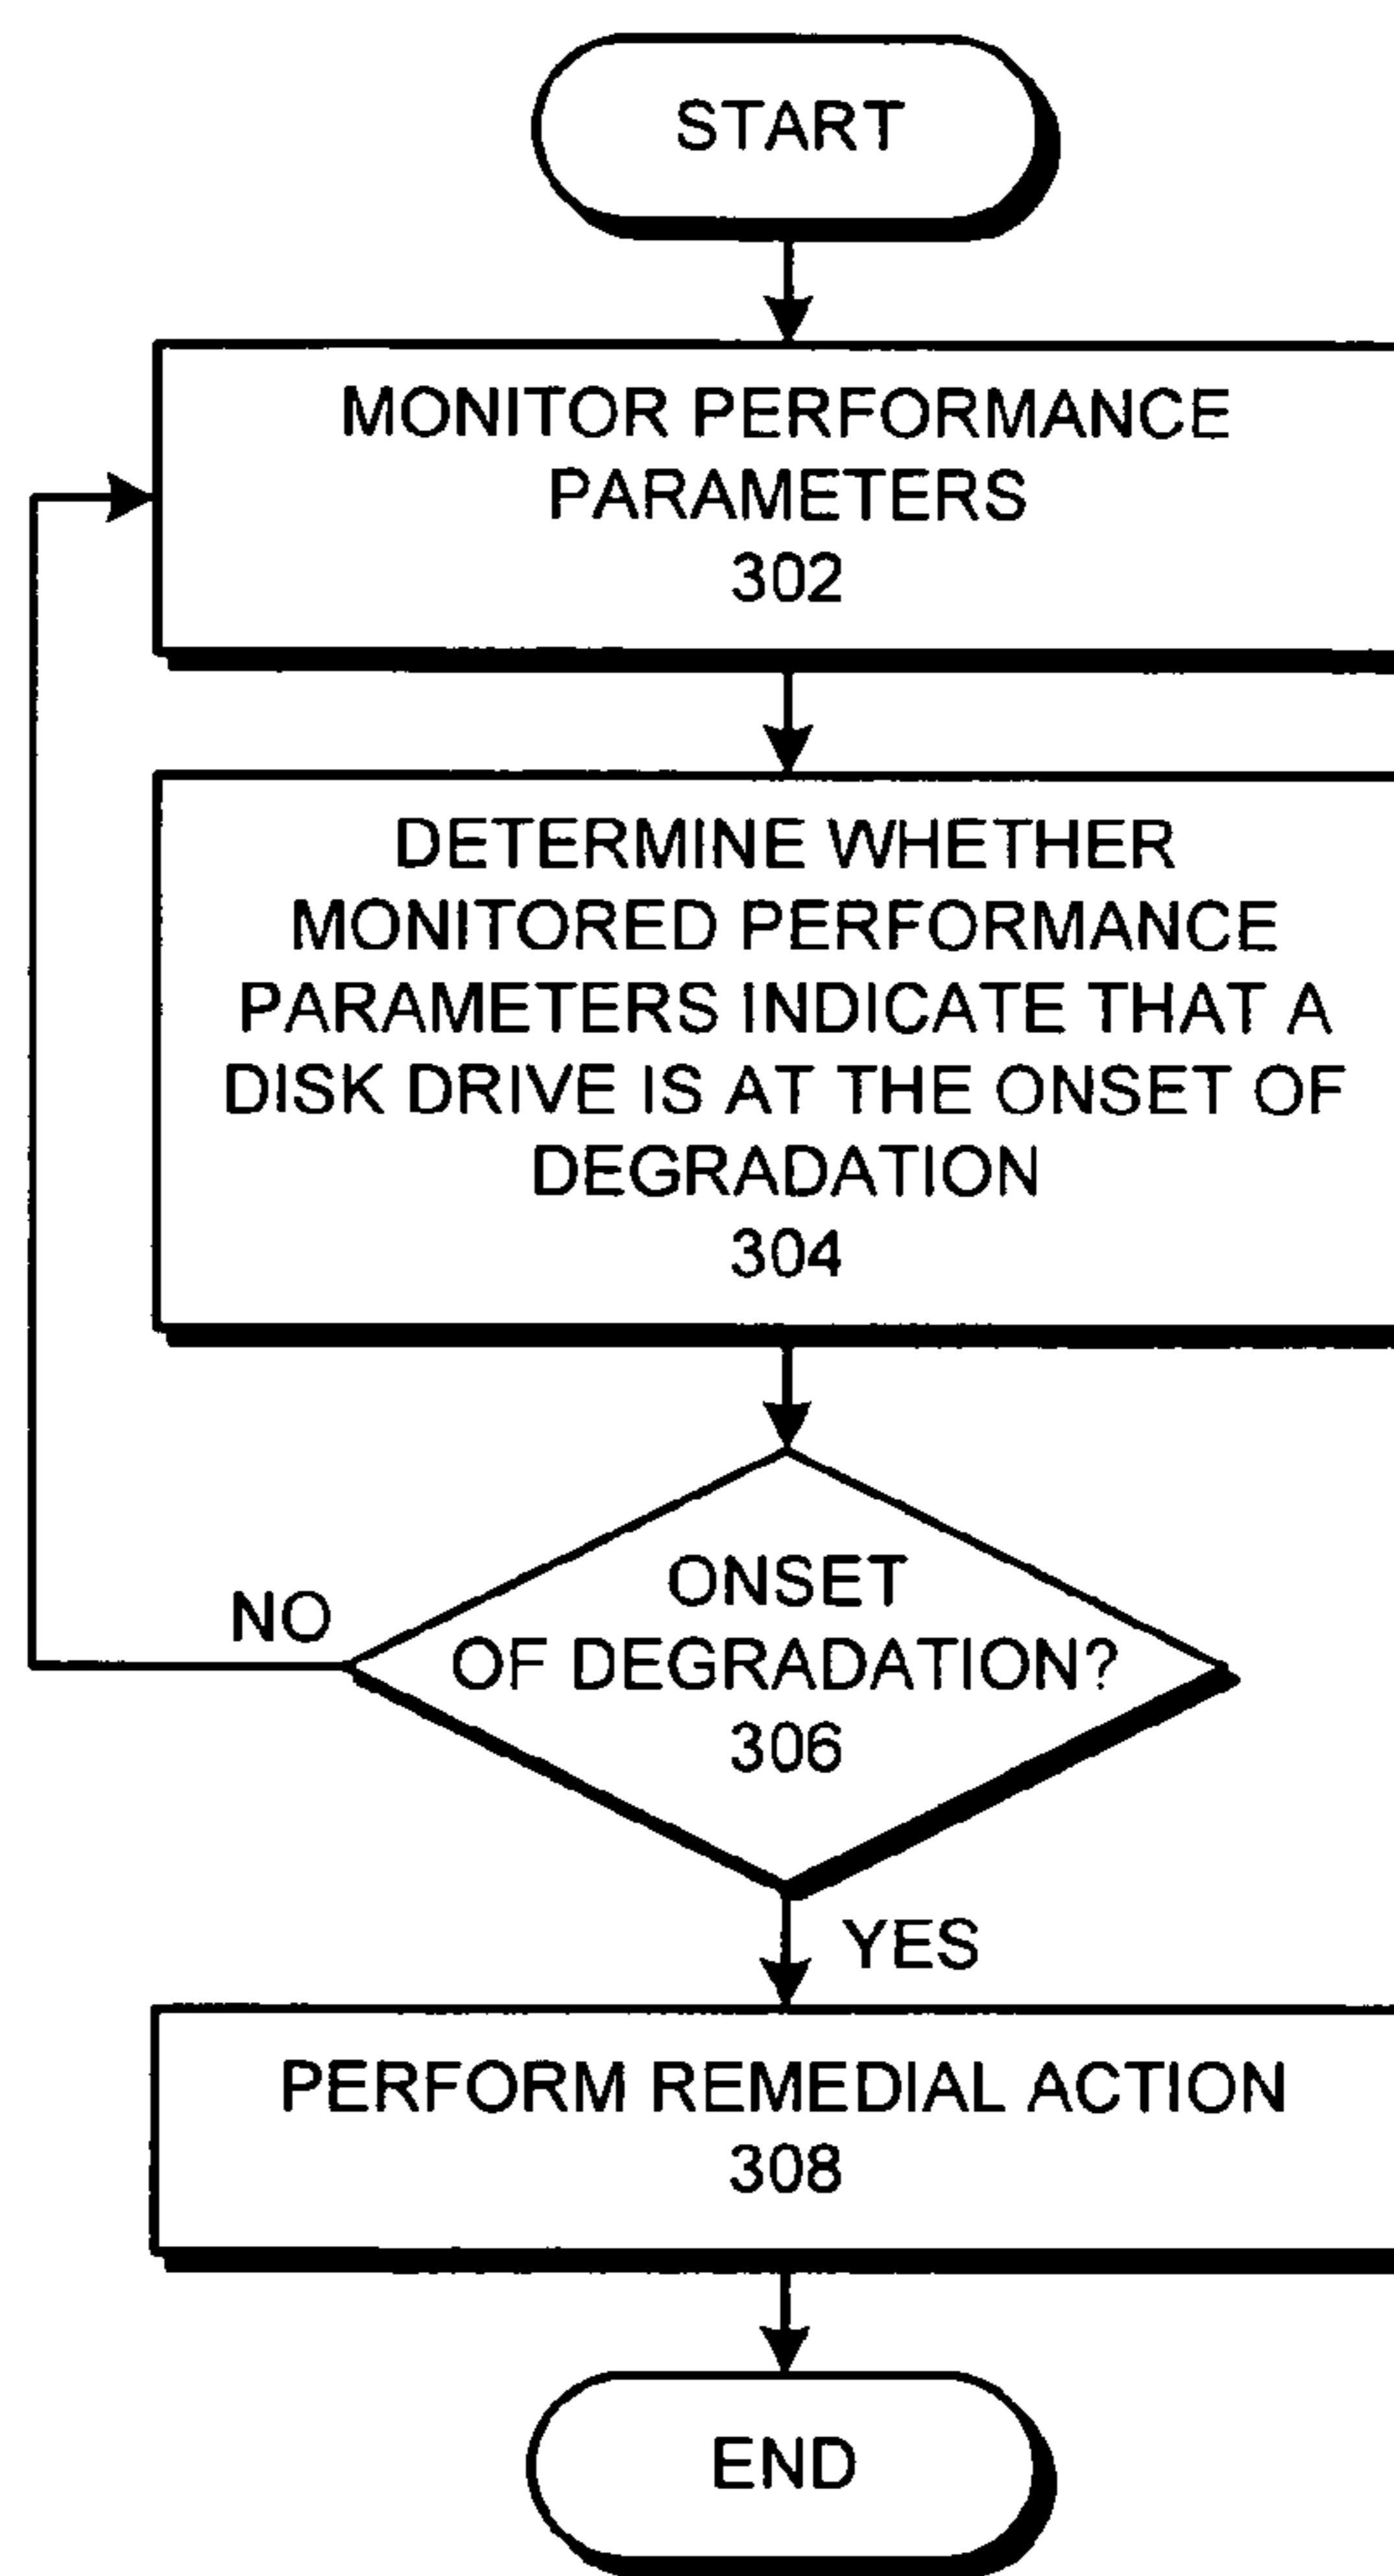 START
MONITOR PERFORMANCE
PARAMETERS
302
DETERMINE WHETHER
MONITORED PERFORMANCE
PARAMETERS INDICATE THAT A
DISK DRIVE IS AT THE ONSET OF
DEGRADATION
304
ONSET
OF DEGRADATION?
306
NO
YES
PERFORM REMEDIAL ACTION
308
END